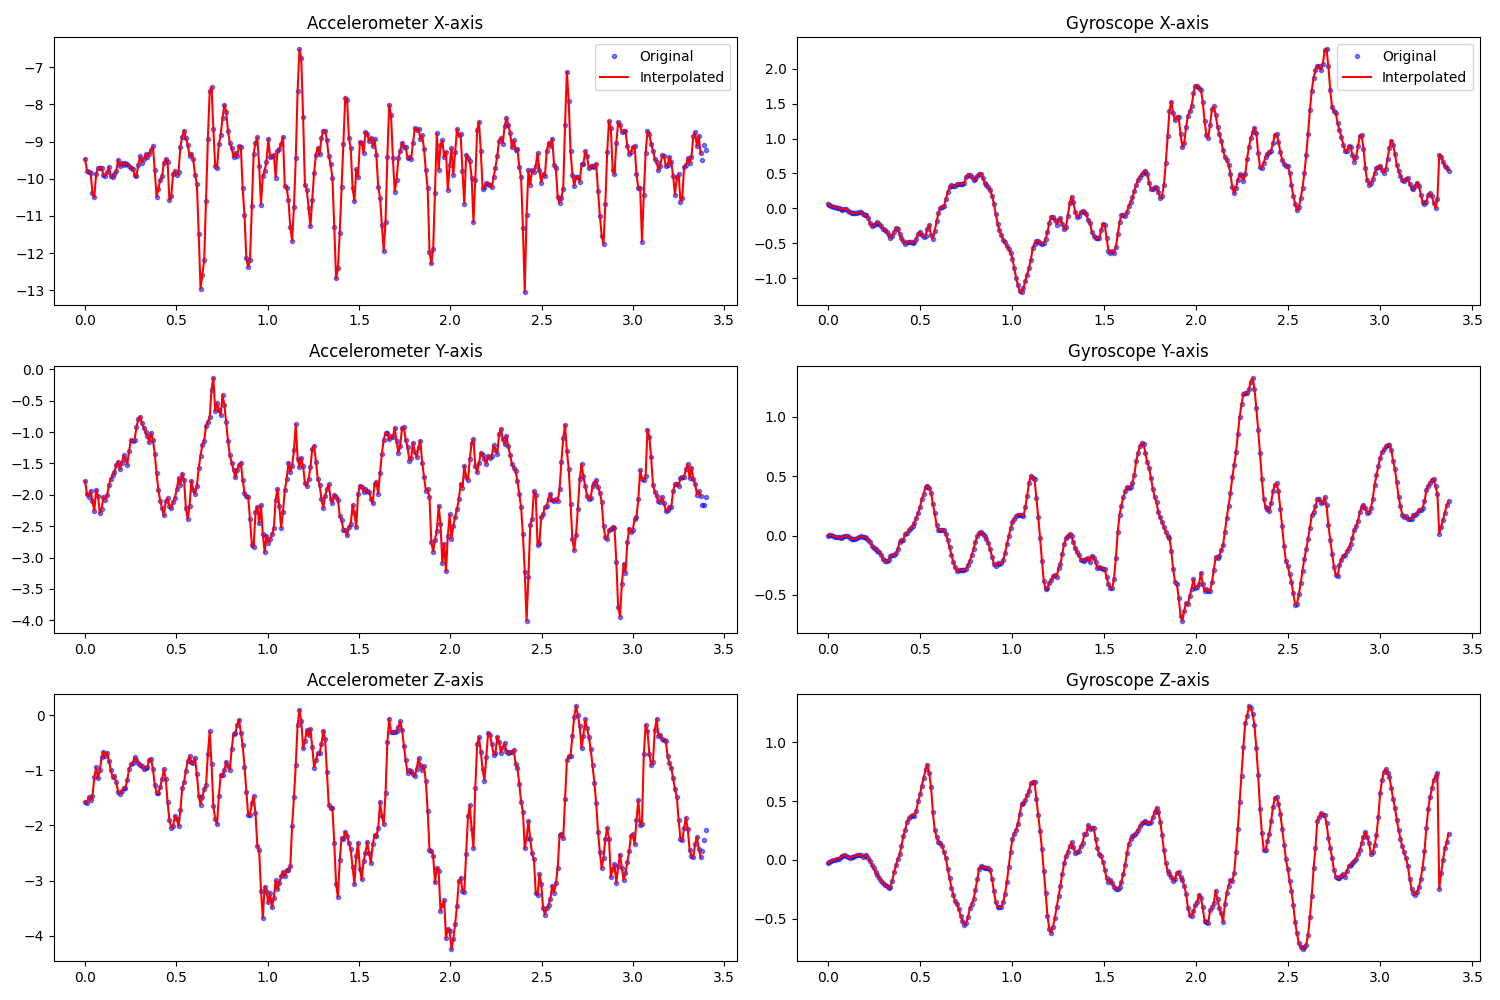 Accelerometer X-axis
Original
Interpolated
−7
−8
−9
−10
−11
−12
−13
0.0 0.5 1.0 1.5 2.0 2.5 3.0 3.5
Gyroscope X-axis
Original
Interpolated
2.0
1.5
1.0
0.5
0.0
−0.5
−1.0
0.0 0.5 1.0 1.5 2.0 2.5 3.0 3.5
Accelerometer Y-axis
0.0
−0.5
−1.0
−1.5
−2.0
−2.5
−3.0
−3.5
−4.0
0.0 0.5 1.0 1.5 2.0 2.5 3.0 3.5
Gyroscope Y-axis
1.0
0.5
0.0
−0.5
0.0 0.5 1.0 1.5 2.0 2.5 3.0 3.5
Accelerometer Z-axis
0
−1
−2
−3
−4
0.0 0.5 1.0 1.5 2.0 2.5 3.0 3.5
Gyroscope Z-axis
1.0
0.5
0.0
−0.5
0.0 0.5 1.0 1.5 2.0 2.5 3.0 3.5